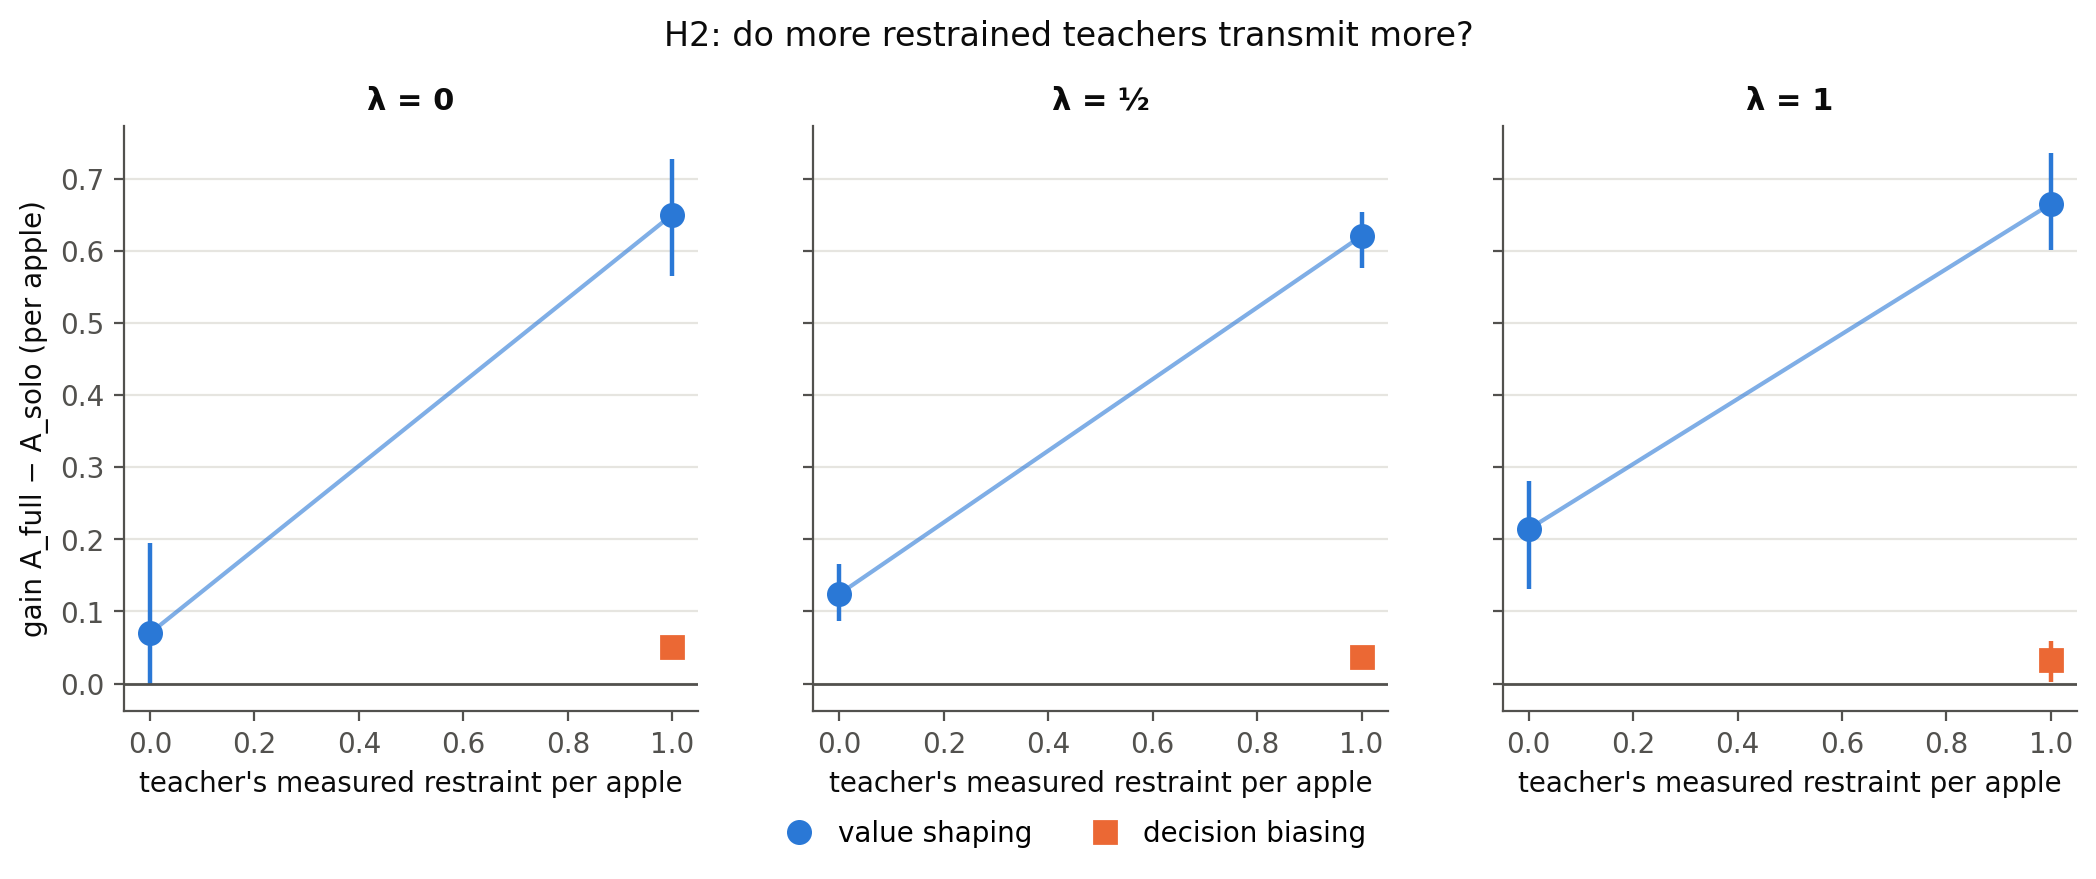 H2: do more restrained teachers transmit more?
λ = 0
λ = ½
λ = 1
gain A_full − A_solo (per apple)
0.7
0.6
0.5
0.4
0.3
0.2
0.1
0.0
0.0 0.2 0.4 0.6 0.8 1.0
0.0 0.2 0.4 0.6 0.8 1.0
0.0 0.2 0.4 0.6 0.8 1.0
teacher's measured restraint per apple
teacher's measured restraint per apple
teacher's measured restraint per apple
value shaping
decision biasing